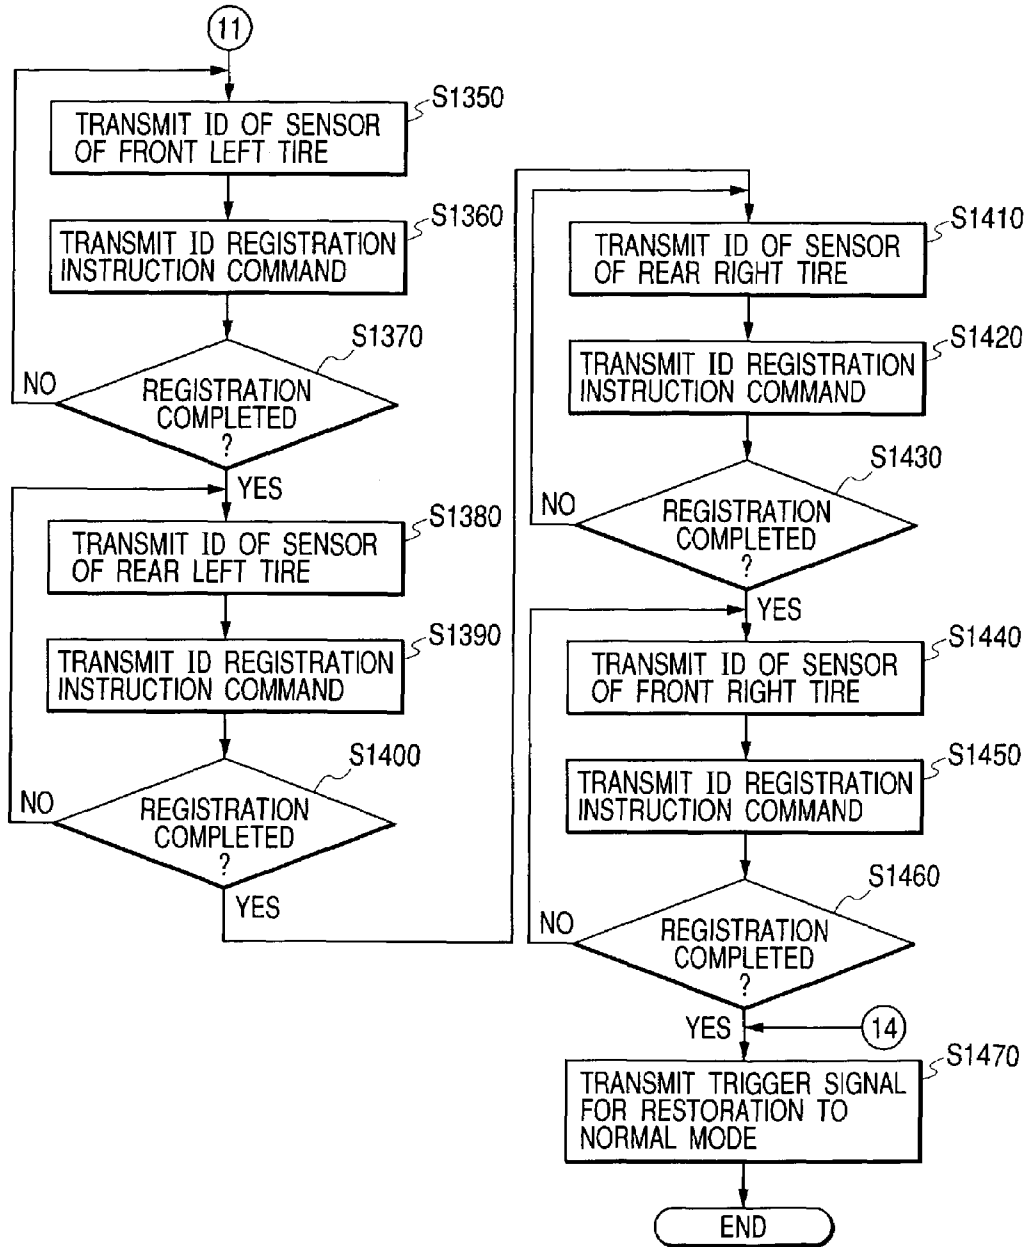 11
S1350
TRANSMIT ID OF SENSOR
OF FRONT LEFT TIRE
S1360
TRANSMIT ID REGISTRATION
INSTRUCTION COMMAND
S1370
NO
REGISTRATION
COMPLETED
?
YES
S1380
TRANSMIT ID OF SENSOR
OF REAR LEFT TIRE
S1390
TRANSMIT ID REGISTRATION
INSTRUCTION COMMAND
S1400
NO
REGISTRATION
COMPLETED
?
YES
S1410
TRANSMIT ID OF SENSOR
OF REAR RIGHT TIRE
S1420
TRANSMIT ID REGISTRATION
INSTRUCTION COMMAND
S1430
NO
REGISTRATION
COMPLETED
?
YES
S1440
TRANSMIT ID OF SENSOR
OF FRONT RIGHT TIRE
S1450
TRANSMIT ID REGISTRATION
INSTRUCTION COMMAND
S1460
NO
REGISTRATION
COMPLETED
?
YES
14
S1470
TRANSMIT TRIGGER SIGNAL
FOR RESTORATION TO
NORMAL MODE
END